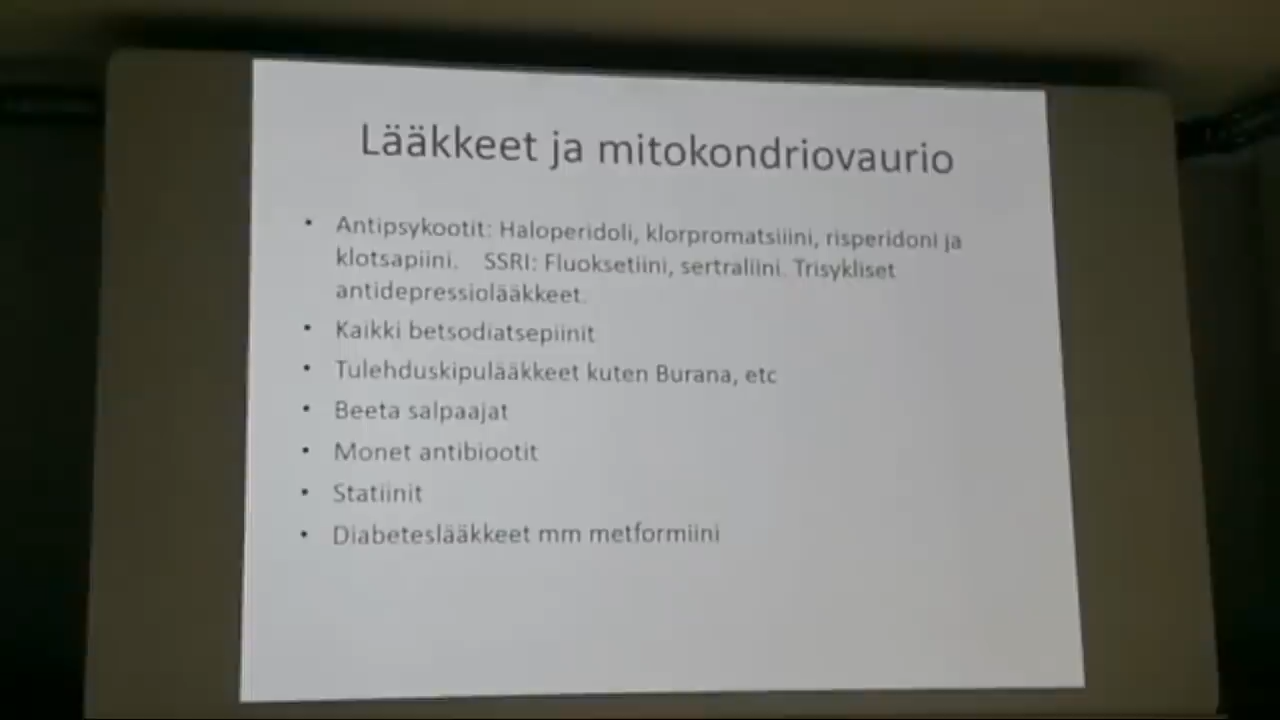 Lääkkeet ja mitokondriovaurio
• Antipsykootit: Haloperidoli, klorpromatsiiini, risperidoni ja
klotsapiini. SSRI: Fluoksetiini, sertraliini. Trisykliset
antidepressiolääkkeet.
• Kaikki betsodiatsepiinit
• Tulehduskipulääkkeet kuten Burana, etc
• Beeta salpaajat
• Monet antibiootit
• Statiinit
• Diabeteslääkkeet mm metformiini